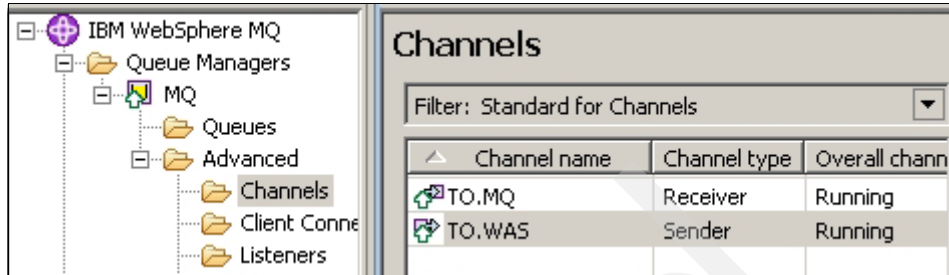 IBM WebSphere MQ
Queue Managers
MQ
Queues
Advanced
Channels
Client Conne
Listeners
Channels
Filter: Standard for Channels
Channel name Channel type Overall chann
TO.MQ Receiver Running
TO.WAS Sender Running